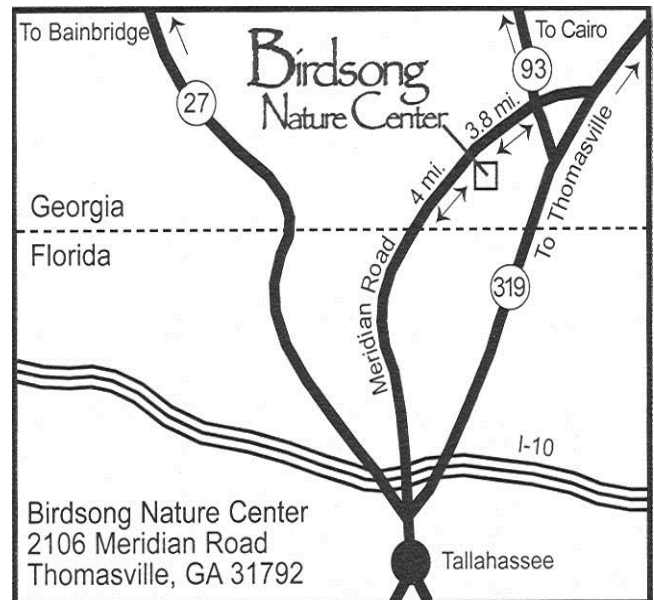 To Bainbridge
27
Birdsong
Nature Center
To Cairo
93
3.8 mi.
4 mi.
To Thomasville
Georgia
Florida
Meridian Road
319
I-10
Birdsong Nature Center
2106 Meridian Road
Thomasville, GA 31792
Tallahassee